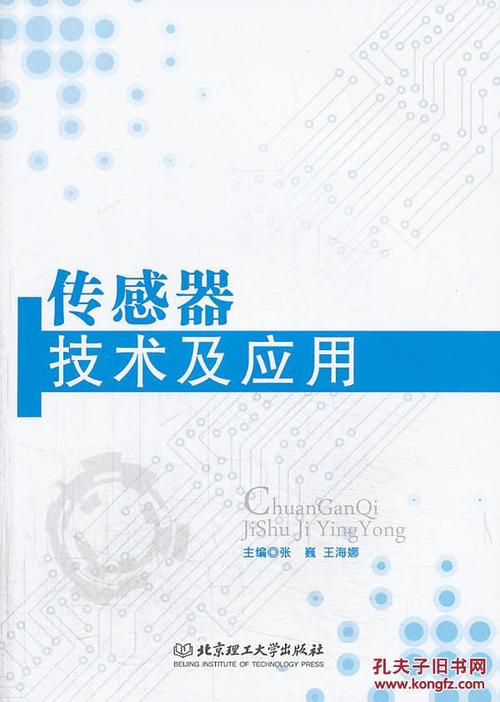 传感器
技术及应用
ChuanGanQi
JiShu Ji YingYong
主编◎张 巍 王海娜
北京理工大学出版社
BEIJING INSTITUTE OF TECHNOLOGY PRESS
孔夫子旧书网
www.kongfz.com